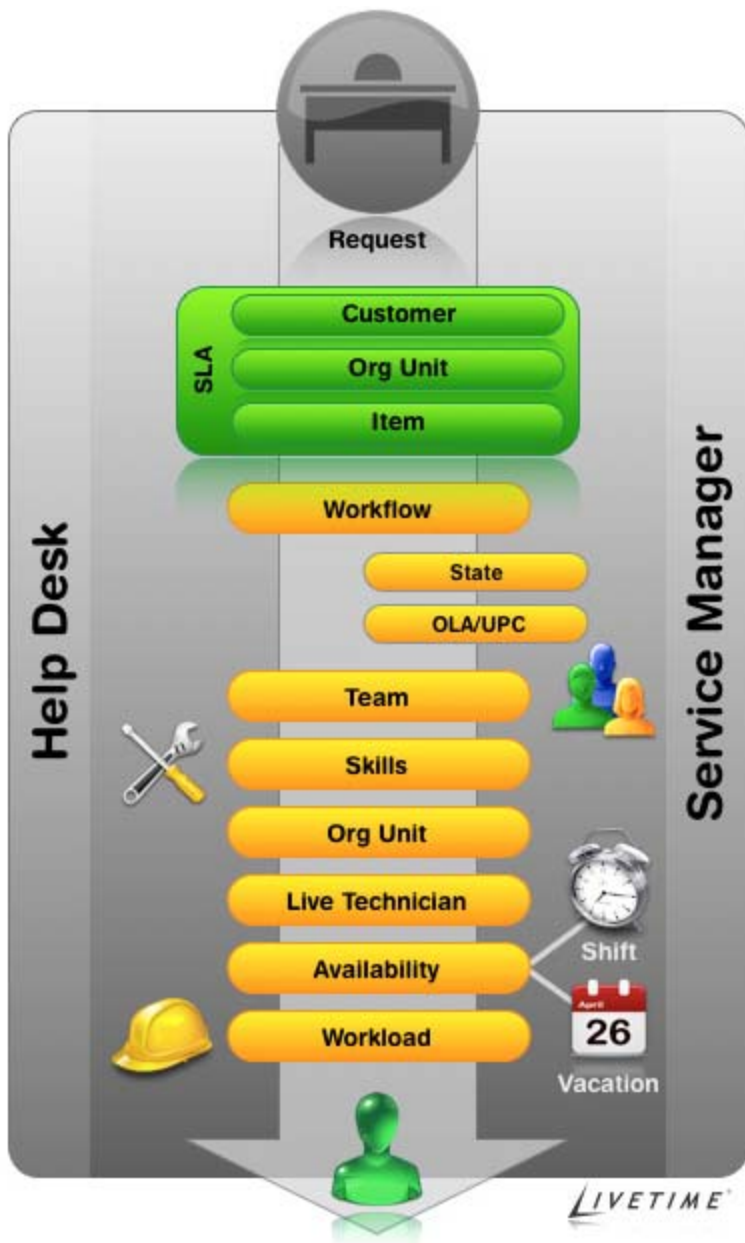 Request
SLA
Customer
Org Unit
Item
Workflow
State
OLA/UPC
Team
Skills
Org Unit
Live Technician
Availability
Shift
Workload
April
26
Vacation
Help Desk
Service Manager
LIVETIME